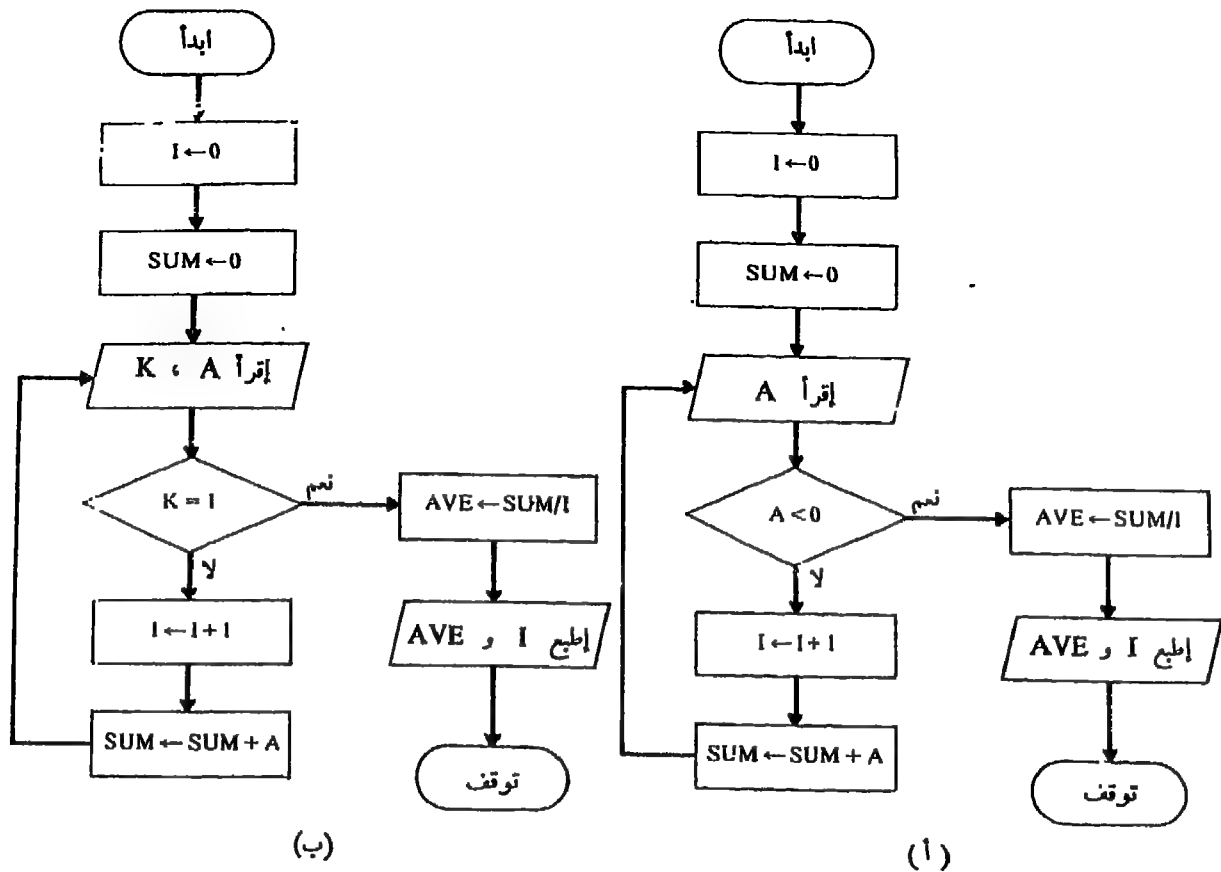 ابدأ
I←0
SUM←0
إقرأ A
A<0
نعم
لا
AVE←SUM/I
I←I+1
إطبع I و AVE
SUM←SUM+A
توقف
(أ)
ابدأ
I←0
SUM←0
إقرأ A ، K
K=1
نعم
لا
AVE←SUM/I
I←I+1
إطبع I و AVE
SUM←SUM+A
توقف
(ب)